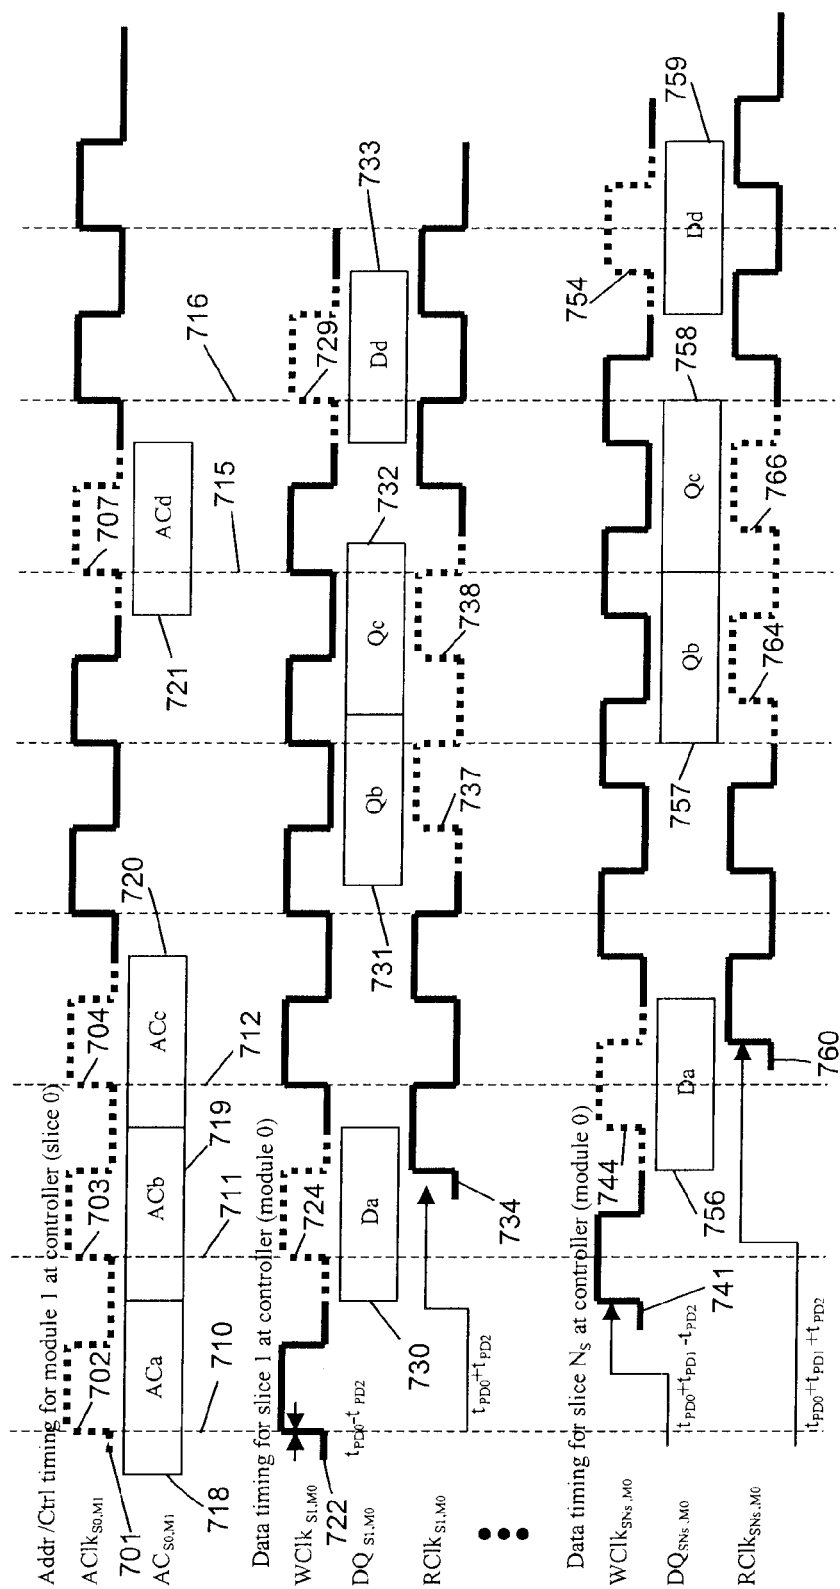 Addr /Ctrl timing for module 1 at controller (slice 0)
AClk S0,M1
701
702
703
704
707
AC S0,M1
ACa
ACb
ACc
ACd
718
710
719
711
712
720
721
715
716
Data timing for slice 1 at controller (module 0)
WClk S1,M0
722
724
729
tPD0-tPD2
DQ S1,M0
Da
Qb
Qc
Dd
730
731
732
733
RClk S1,M0
tPD0+tPD2
734
737
738
Data timing for slice NS at controller (module 0)
WClk SNs,M0
tPD0+tPD1-tPD2
741
744
754
DQ SNs,M0
Da
Qb
Qc
Dd
756
757
758
759
RClk SNs,M0
tPD0+tPD1+tPD2
760
764
766